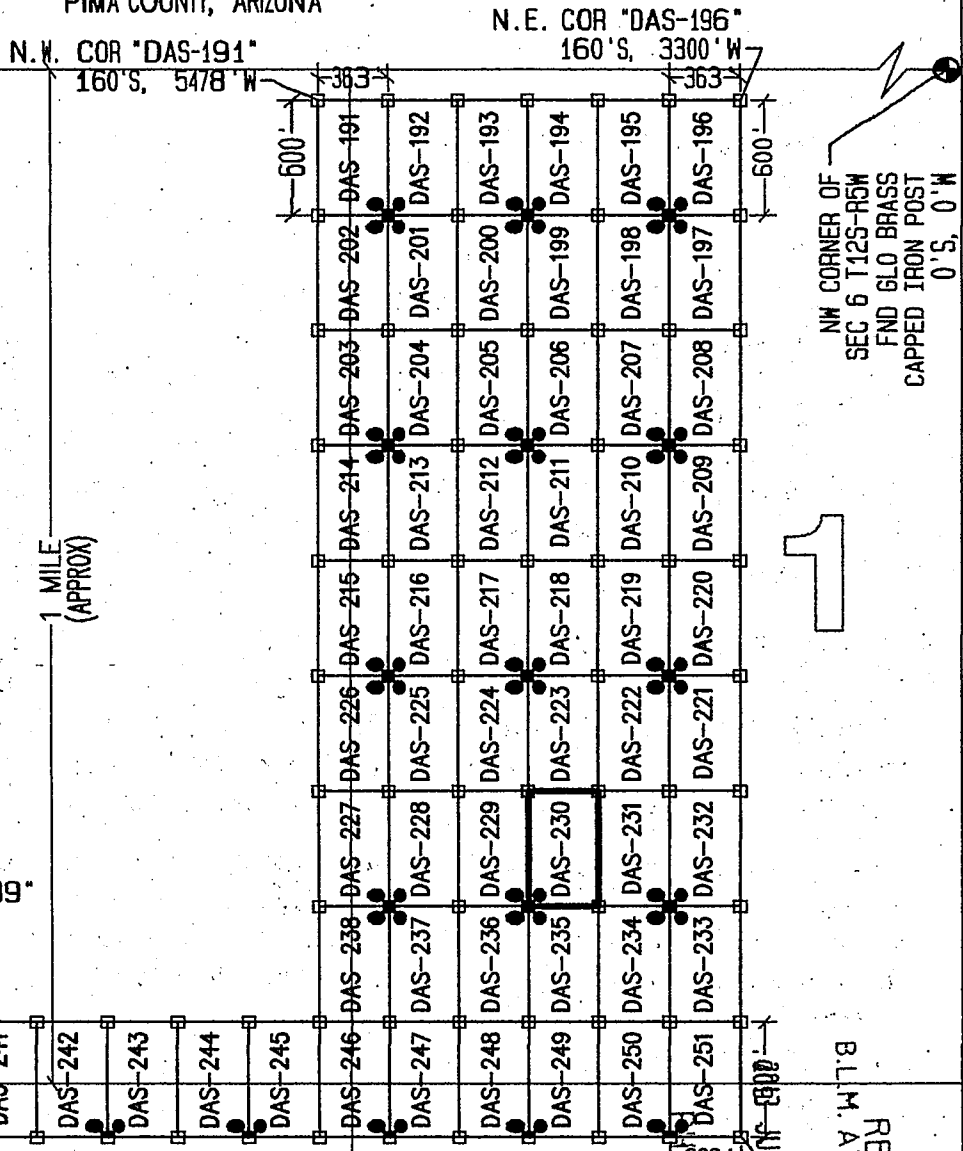 PIMA COUNTY, ARIZONA
N.W. COR "DAS-191"
160'S, 5478'W
N.E. COR "DAS-196"
160'S, 3300'W
363
363
600'
600'
NW CORNER OF
SEC 6 T12S-R5W
FND GLO BRASS
CAPPED IRON POST
0'S, 0'W
DAS-191
DAS-192
DAS-193
DAS-194
DAS-195
DAS-196
DAS-202
DAS-201
DAS-200
DAS-199
DAS-198
DAS-197
DAS-203
DAS-204
DAS-205
DAS-206
DAS-207
DAS-208
DAS-214
DAS-213
DAS-212
DAS-211
DAS-210
DAS-209
1
1 MILE
(APPROX)
DAS-215
DAS-216
DAS-217
DAS-218
DAS-219
DAS-220
DAS-226
DAS-225
DAS-224
DAS-223
DAS-222
DAS-221
DAS-227
DAS-228
DAS-229
DAS-230
DAS-231
DAS-232
DAS-238
DAS-237
DAS-236
DAS-235
DAS-234
DAS-233
DAS-242
DAS-243
DAS-244
DAS-245
DAS-246
DAS-247
DAS-248
DAS-249
DAS-250
DAS-251
B.L.M. A